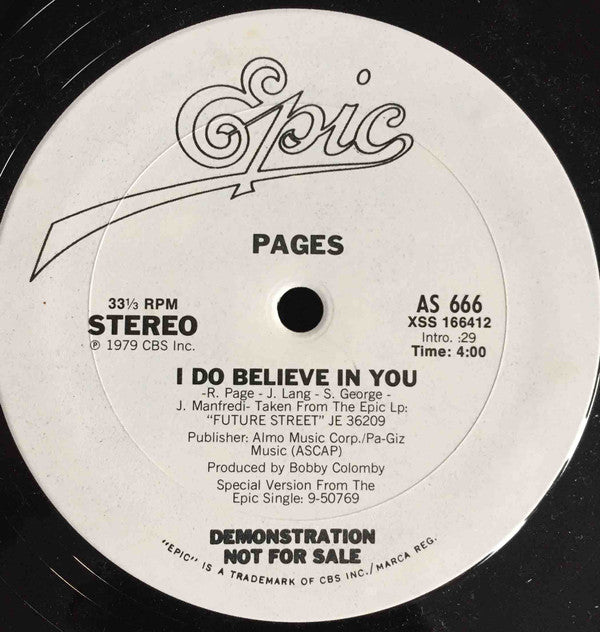 Epic
PAGES
33⅓ RPM
STEREO
℗ 1979 CBS Inc.
AS 666
XSS 166412
Intro. :29
Time: 4:00
I DO BELIEVE IN YOU
-R. Page - J. Lang - S. George -
J. Manfredi- Taken From The Epic Lp:
"FUTURE STREET" JE 36209
Publisher: Almo Music Corp./Pa-Giz
Music (ASCAP)
Produced by Bobby Colomby
Special Version From The
Epic Single: 9-50769
DEMONSTRATION
NOT FOR SALE
"EPIC" IS A TRADEMARK OF CBS INC./MARCA REG.